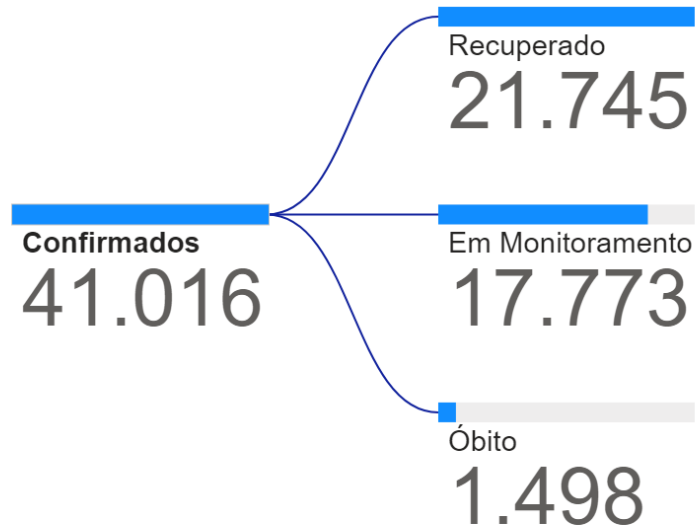 Recuperado
21.745
Confirmados
41.016
Em Monitoramento
17.773
Óbito
1.498